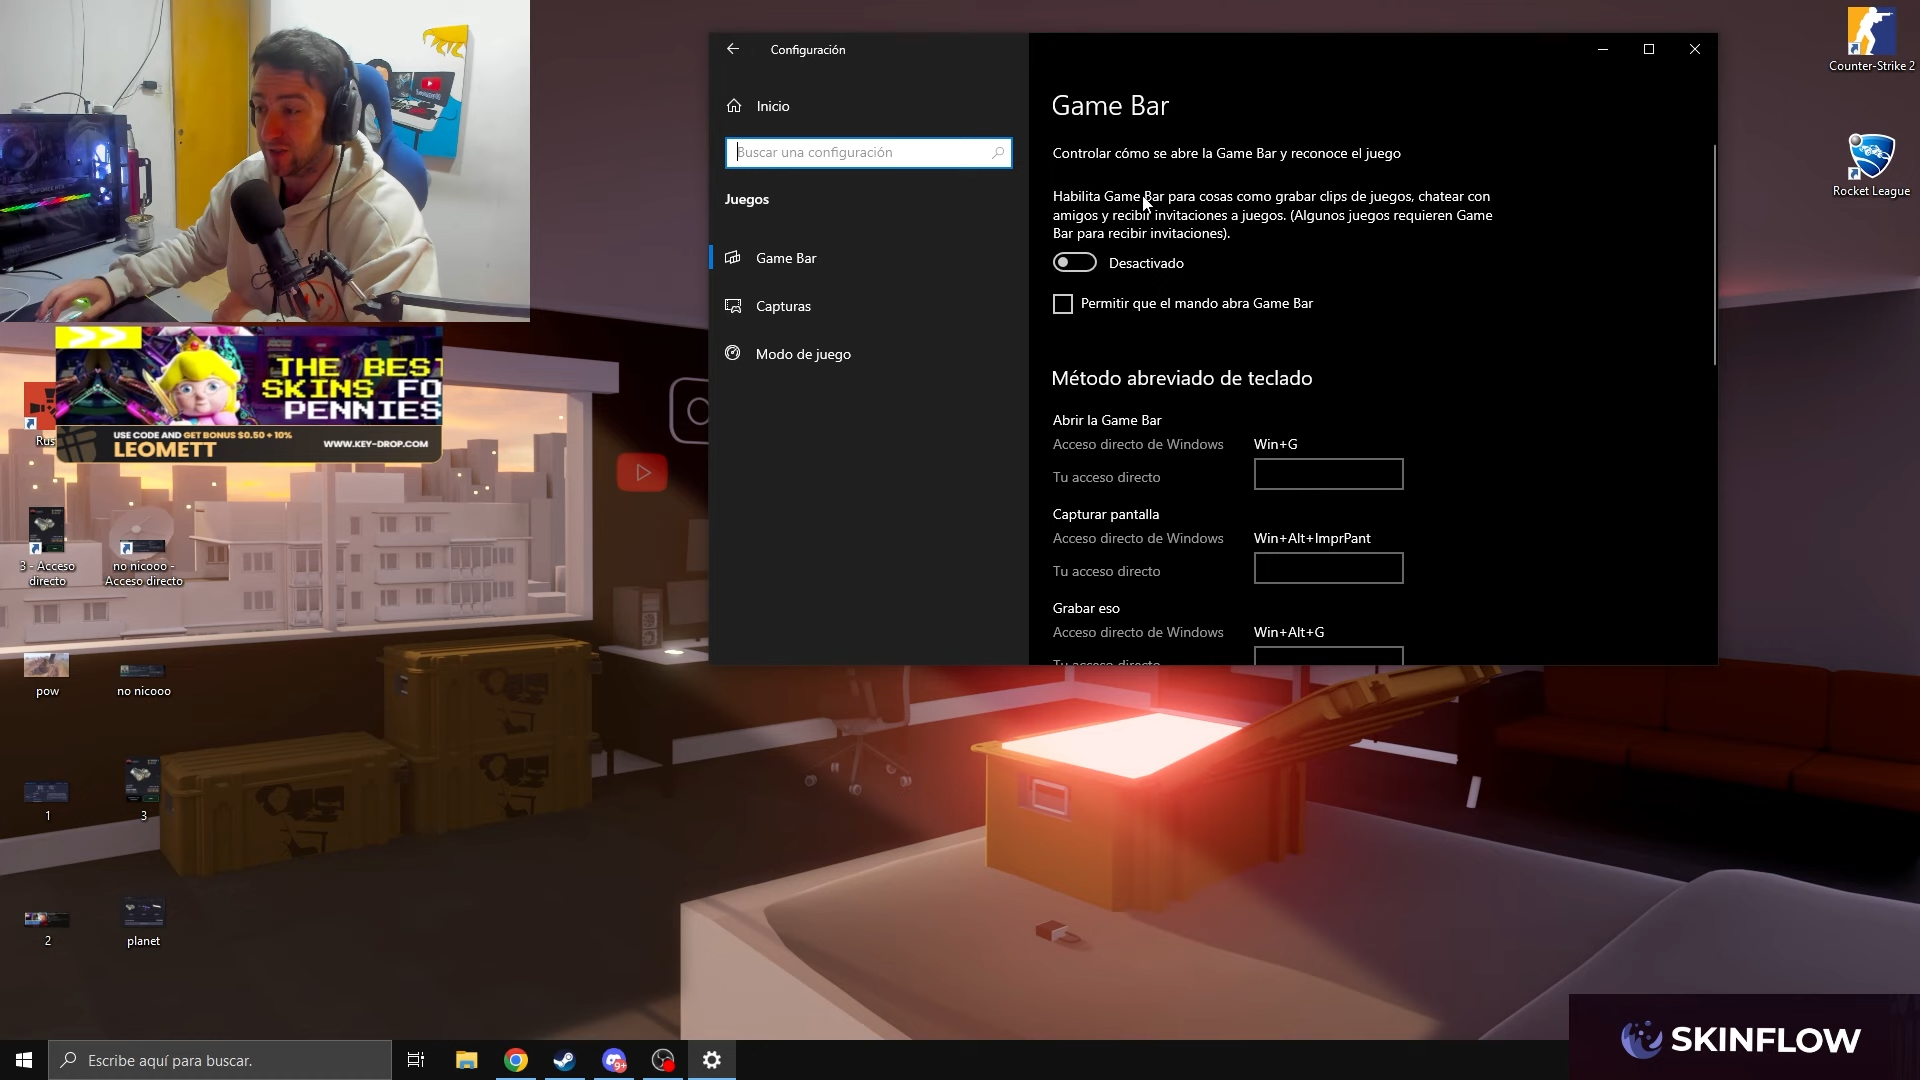 Configuración
Inicio
Buscar una configuración
Juegos
Game Bar
Capturas
Modo de juego
Game Bar
Controlar cómo se abre la Game Bar y reconoce el juego
Habilita Game Bar para cosas como grabar clips de juegos, chatear con
amigos y recibir invitaciones a juegos. (Algunos juegos requieren Game
Bar para recibir invitaciones).
Desactivado
Permitir que el mando abra Game Bar
Método abreviado de teclado
Abrir la Game Bar
Acceso directo de Windows Win+G
Tu acceso directo
Capturar pantalla
Acceso directo de Windows Win+Alt+ImprPant
Tu acceso directo
Grabar eso
Acceso directo de Windows Win+Alt+G
Tu acceso directo
Counter-Strike 2
Rocket League
THE BEST
SKINS FO
PENNIES
USE CODE AND GET BONUS $0.50 + 10%
LEOMETT
WWW.KEY-DROP.COM
Rus
3 - Acceso
directo
no nicooo -
Acceso directo
pow
no nicooo
1
3
2
planet
Escribe aquí para buscar.
9+
SKINFLOW